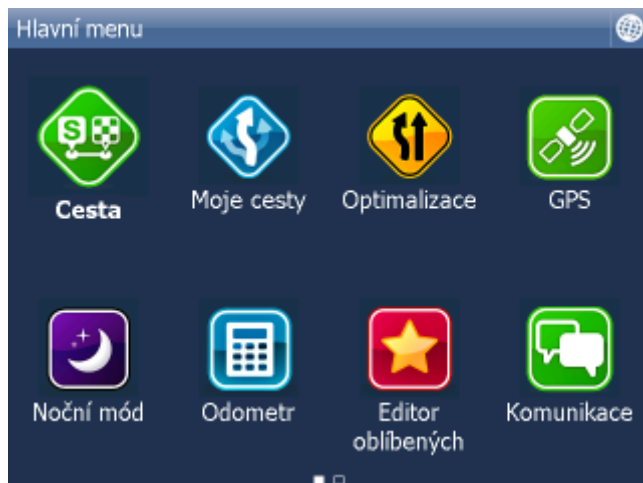 Hlavní menu
S
Cesta
Moje cesty
Optimalizace
GPS
Noční mód
Odometr
Editor
oblíbených
Komunikace